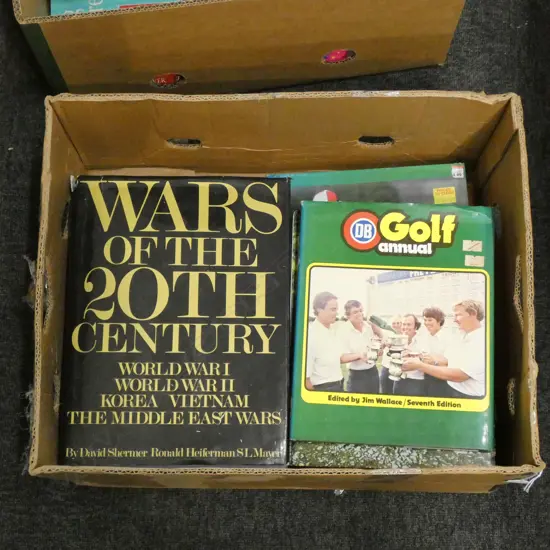 WARS
OF THE
20TH
CENTURY
WORLD WAR I
WORLD WAR II
KOREA VIETNAM
THE MIDDLE EAST WARS
By David Shermer Ronald Heiferman S L Mayer
DB Golf
annual
Edited by Jim Wallace/Seventh Edition